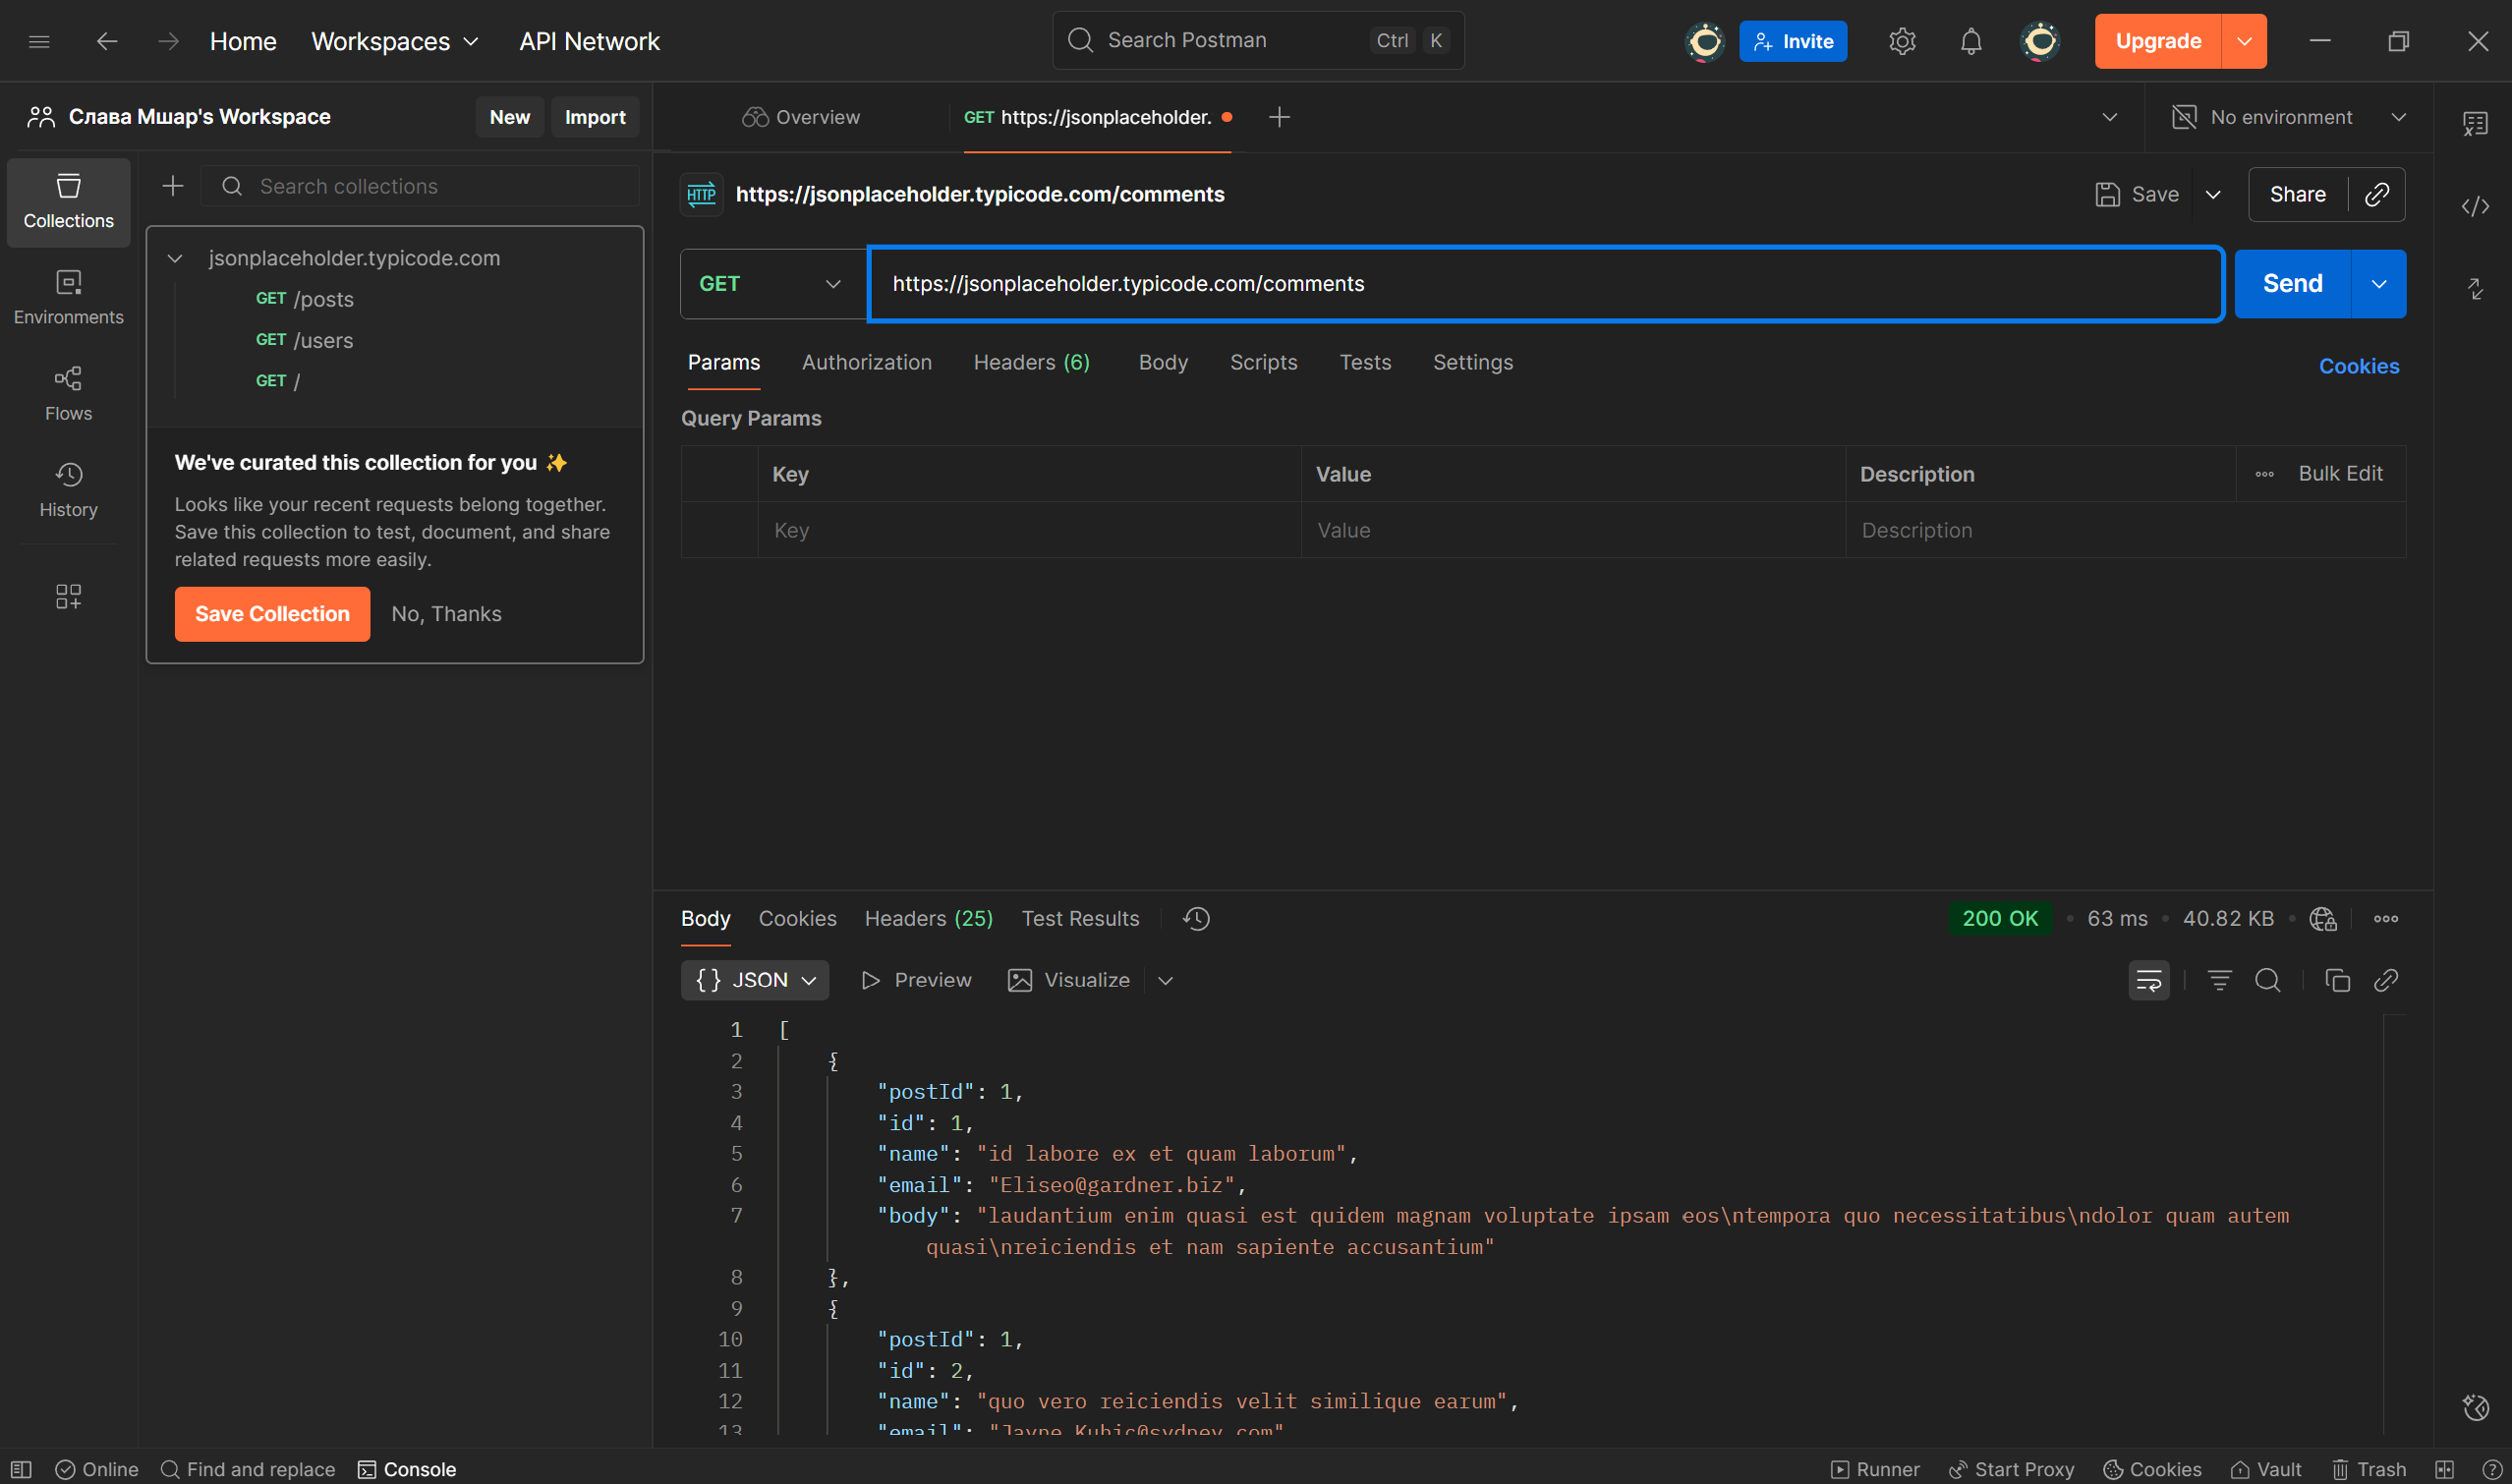 Home Workspaces API Network Search Postman Ctrl K Invite Upgrade
Слава Мшар's Workspace New Import
Overview GET https://jsonplaceholder. No environment
Collections
Environments
Flows
History
Search collections
jsonplaceholder.typicode.com
GET /posts
GET /users
GET /
We've curated this collection for you ✨
Looks like your recent requests belong together.
Save this collection to test, document, and share
related requests more easily.
Save Collection No, Thanks
HTTP https://jsonplaceholder.typicode.com/comments Save Share
GET https://jsonplaceholder.typicode.com/comments Send
Params Authorization Headers (6) Body Scripts Tests Settings Cookies
Query Params
Key Value Description Bulk Edit
Key Value Description
Body Cookies Headers (25) Test Results 200 OK • 63 ms • 40.82 KB •
{} JSON Preview Visualize
1 [
2 {
3 "postId": 1,
4 "id": 1,
5 "name": "id labore ex et quam laborum",
6 "email": "Eliseo@gardner.biz",
7 "body": "laudantium enim quasi est quidem magnam voluptate ipsam eos\ntempora quo necessitatibus\ndolor quam autem
quasi\nreiciendis et nam sapiente accusantium"
8 },
9 {
10 "postId": 1,
11 "id": 2,
12 "name": "quo vero reiciendis velit similique earum",
13 "email": "Jayne_Kuhic@sydney.com"
Online Find and replace Console Runner Start Proxy Cookies Vault Trash